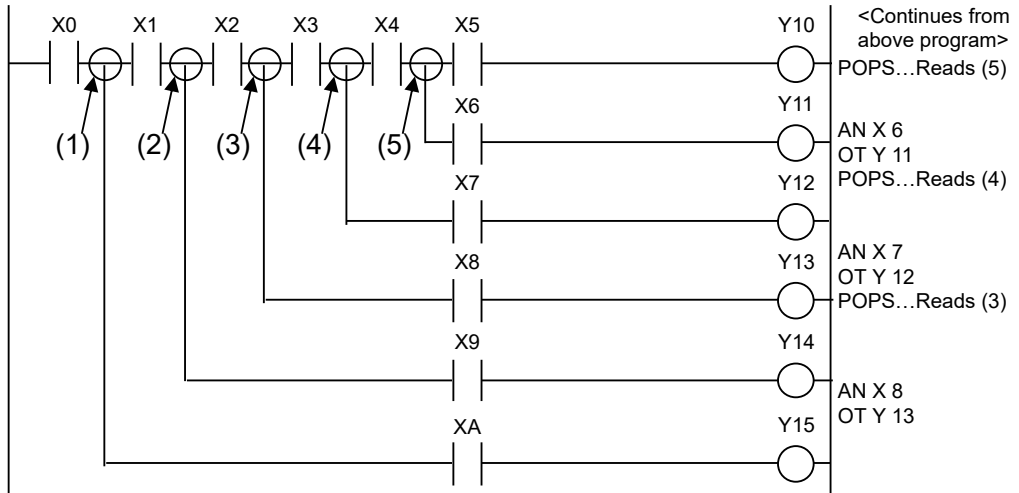 X0 X1 X2 X3 X4 X5 Y10
<Continues from
above program>
POPS…Reads (5)
X6 Y11
(1) (2) (3) (4) (5)
AN X 6
OT Y 11
POPS…Reads (4)
X7 Y12
X8 Y13
AN X 7
OT Y 12
POPS…Reads (3)
X9 Y14
AN X 8
OT Y 13
XA Y15